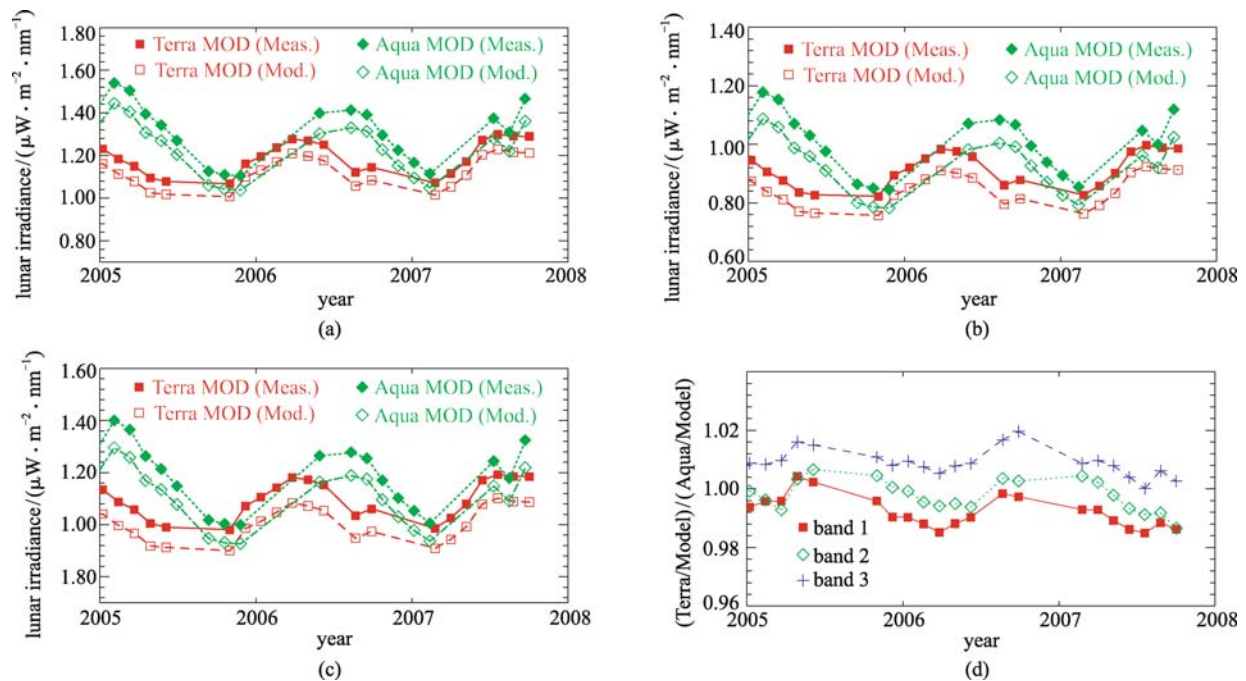 1.80
1.60
1.40
1.20
1.00
0.80
lunar irradiance/(μW · m⁻² · nm⁻¹)
Terra MOD (Meas.)
Terra MOD (Mod.)
Aqua MOD (Meas.)
Aqua MOD (Mod.)
2005 2006 2007 2008
year
(a)
1.40
1.20
1.00
0.80
0.60
lunar irradiance/(μW · m⁻² · nm⁻¹)
Terra MOD (Meas.)
Terra MOD (Mod.)
Aqua MOD (Meas.)
Aqua MOD (Mod.)
2005 2006 2007 2008
year
(b)
1.60
1.40
1.20
1.00
1.80
lunar irradiance/(μW · m⁻² · nm⁻¹)
Terra MOD (Meas.)
Terra MOD (Mod.)
Aqua MOD (Meas.)
Aqua MOD (Mod.)
2005 2006 2007 2008
year
(c)
1.02
1.00
0.98
0.96
(Terra/Model) / (Aqua/Model)
band 1
band 2
band 3
2005 2006 2007 2008
year
(d)